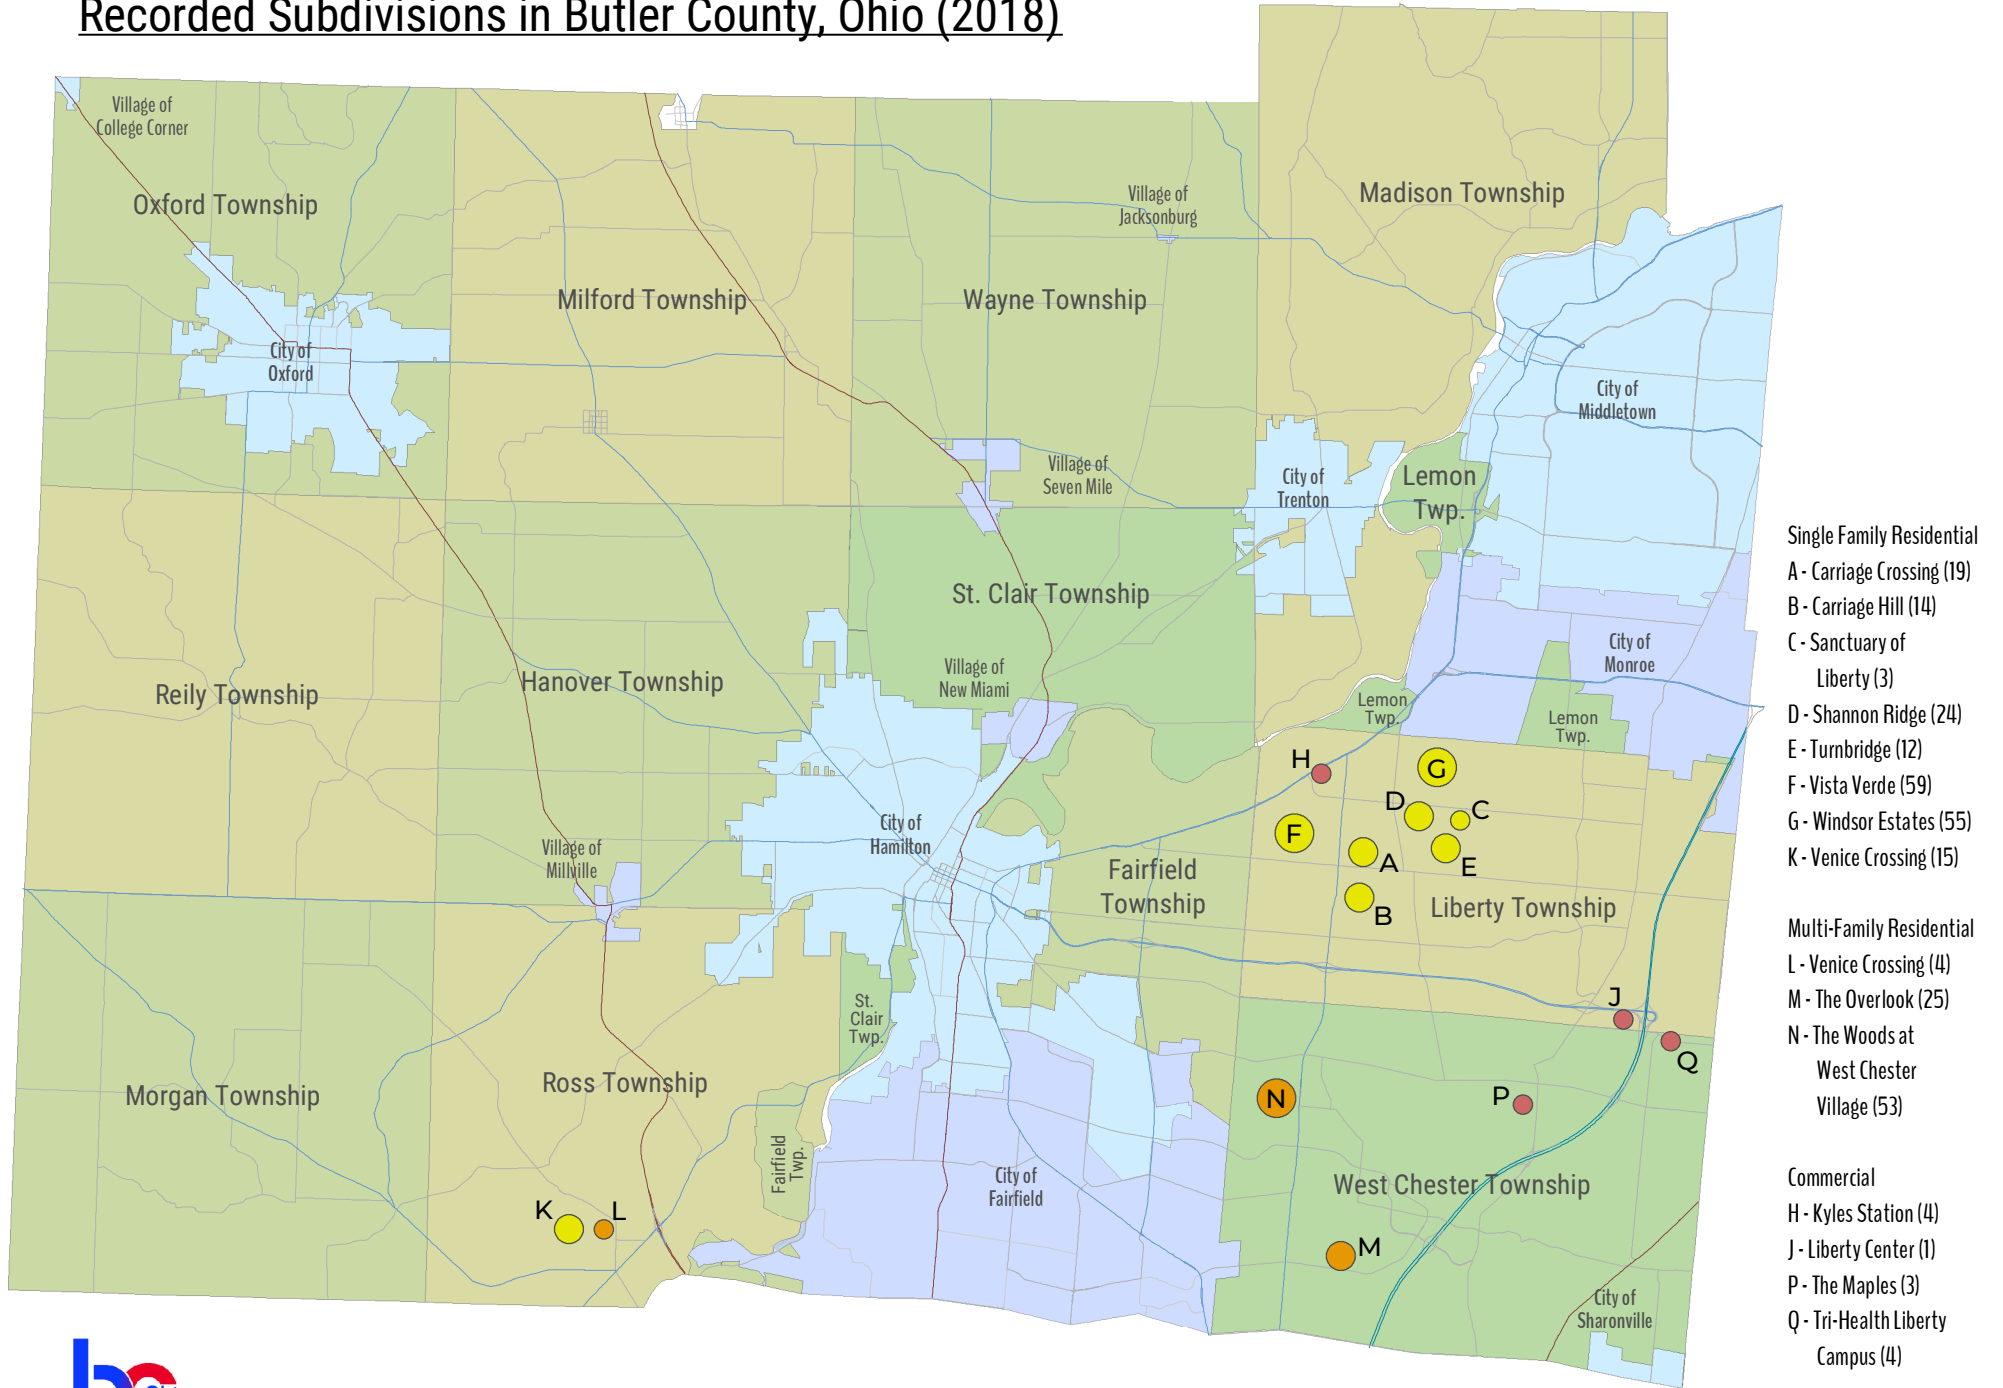 Recorded Subdivisions in Butler County, Ohio (2018)
Village of
College Corner
Oxford Township
City of
Oxford
Milford Township
Wayne Township
Village of
Jacksonburg
Madison Township
City of
Middletown
Village of
Seven Mile
City of
Trenton
Lemon
Twp.
St. Clair Township
Village of
New Miami
City of
Monroe
Lemon
Twp.
Lemon
Twp.
Reily Township
Hanover Township
Village of
Millville
City of
Hamilton
Fairfield
Township
H
G
D
C
F
A
E
B
Liberty Township
St.
Clair
Twp.
J
Q
Morgan Township
Ross Township
Fairfield
Twp.
City of
Fairfield
N
P
West Chester Township
K
L
M
City of
Sharonville
Single Family Residential
A - Carriage Crossing (19)
B - Carriage Hill (14)
C - Sanctuary of
Liberty (3)
D - Shannon Ridge (24)
E - Turnbridge (12)
F - Vista Verde (59)
G - Windsor Estates (55)
K - Venice Crossing (15)
Multi-Family Residential
L - Venice Crossing (4)
M - The Overlook (25)
N - The Woods at
West Chester
Village (53)
Commercial
H - Kyles Station (4)
J - Liberty Center (1)
P - The Maples (3)
Q - Tri-Health Liberty
Campus (4)